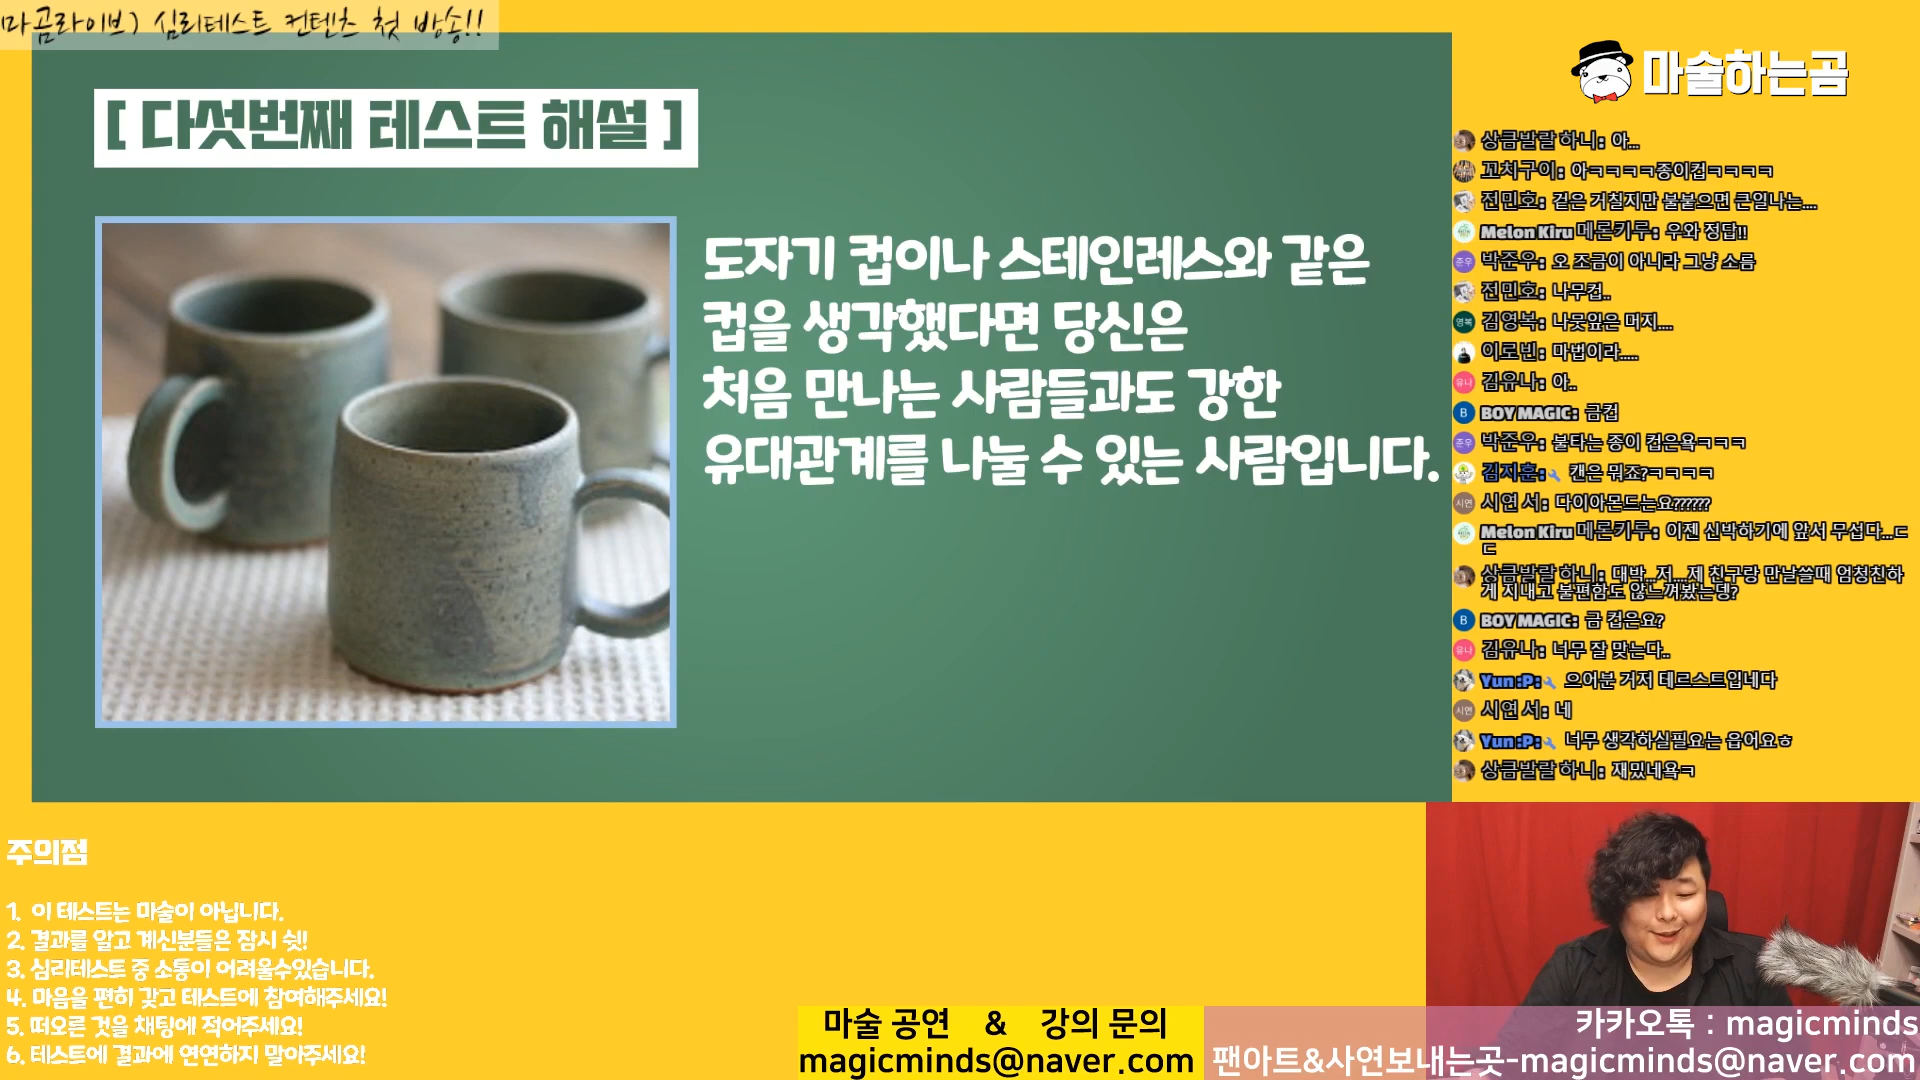 마곰라이브) 심리테스트 컨텐츠 첫 방송!!
[ 다섯번째 테스트 해설 ]
도자기 컵이나 스테인레스와 같은
컵을 생각했다면 당신은
처음 만나는 사람들과도 강한
유대관계를 나눌 수 있는 사람입니다.
마술하는곰
상큼발랄 하니: 아...
꼬치구이: 아ㅋㅋㅋㅋ종이컵ㅋㅋㅋㅋ
전민호: 겉은 거칠지만 불붙으면 큰일나는....
Melon Kiru 메론키루: 우와 정답!!
준우 박준우: 오 조금이 아니라 그냥 소름
전민호: 나무컵..
영복 김영복: 나뭇잎은 머지....
이로빈: 마법이라.....
유나 김유나: 아..
B BOY MAGIC: 금컵
준우 박준우: 불타는 종이 컵은욬ㅋㅋㅋ
김지훈: 캔은 뭐죠?ㅋㅋㅋㅋ
시연 시연 서: 다이아몬드는요??????
Melon Kiru 메론키루: 이젠 신박하기에 앞서 무섭다...ㄷ
ㄷ
상큼발랄 하니: 대박...저....제 친구랑 만날쓸때 엄청친하
게 지내고 불편함도 않느껴봤는뎅?
B BOY MAGIC: 금 컵은요?
유나 김유나: 너무 잘 맞는다..
Yun :P: 으어분 거저 테르스트입네다
시연 시연 서: 네
Yun :P: 너무 생각하실필요는 읍어요ㅎ
상큼발랄 하니: 재밌네욬ㅋ
주의점
1. 이 테스트는 마술이 아닙니다.
2. 결과를 알고 계신분들은 잠시 쉿!
3. 심리테스트 중 소통이 어려울수있습니다.
4. 마음을 편히 갖고 테스트에 참여해주세요!
5. 떠오른 것을 채팅에 적어주세요!
6. 테스트에 결과에 연연하지 말아주세요!
마술 공연 & 강의 문의
magicminds@naver.com
카카오톡 : magicminds
팬아트&사연보내는곳-magicminds@naver.com